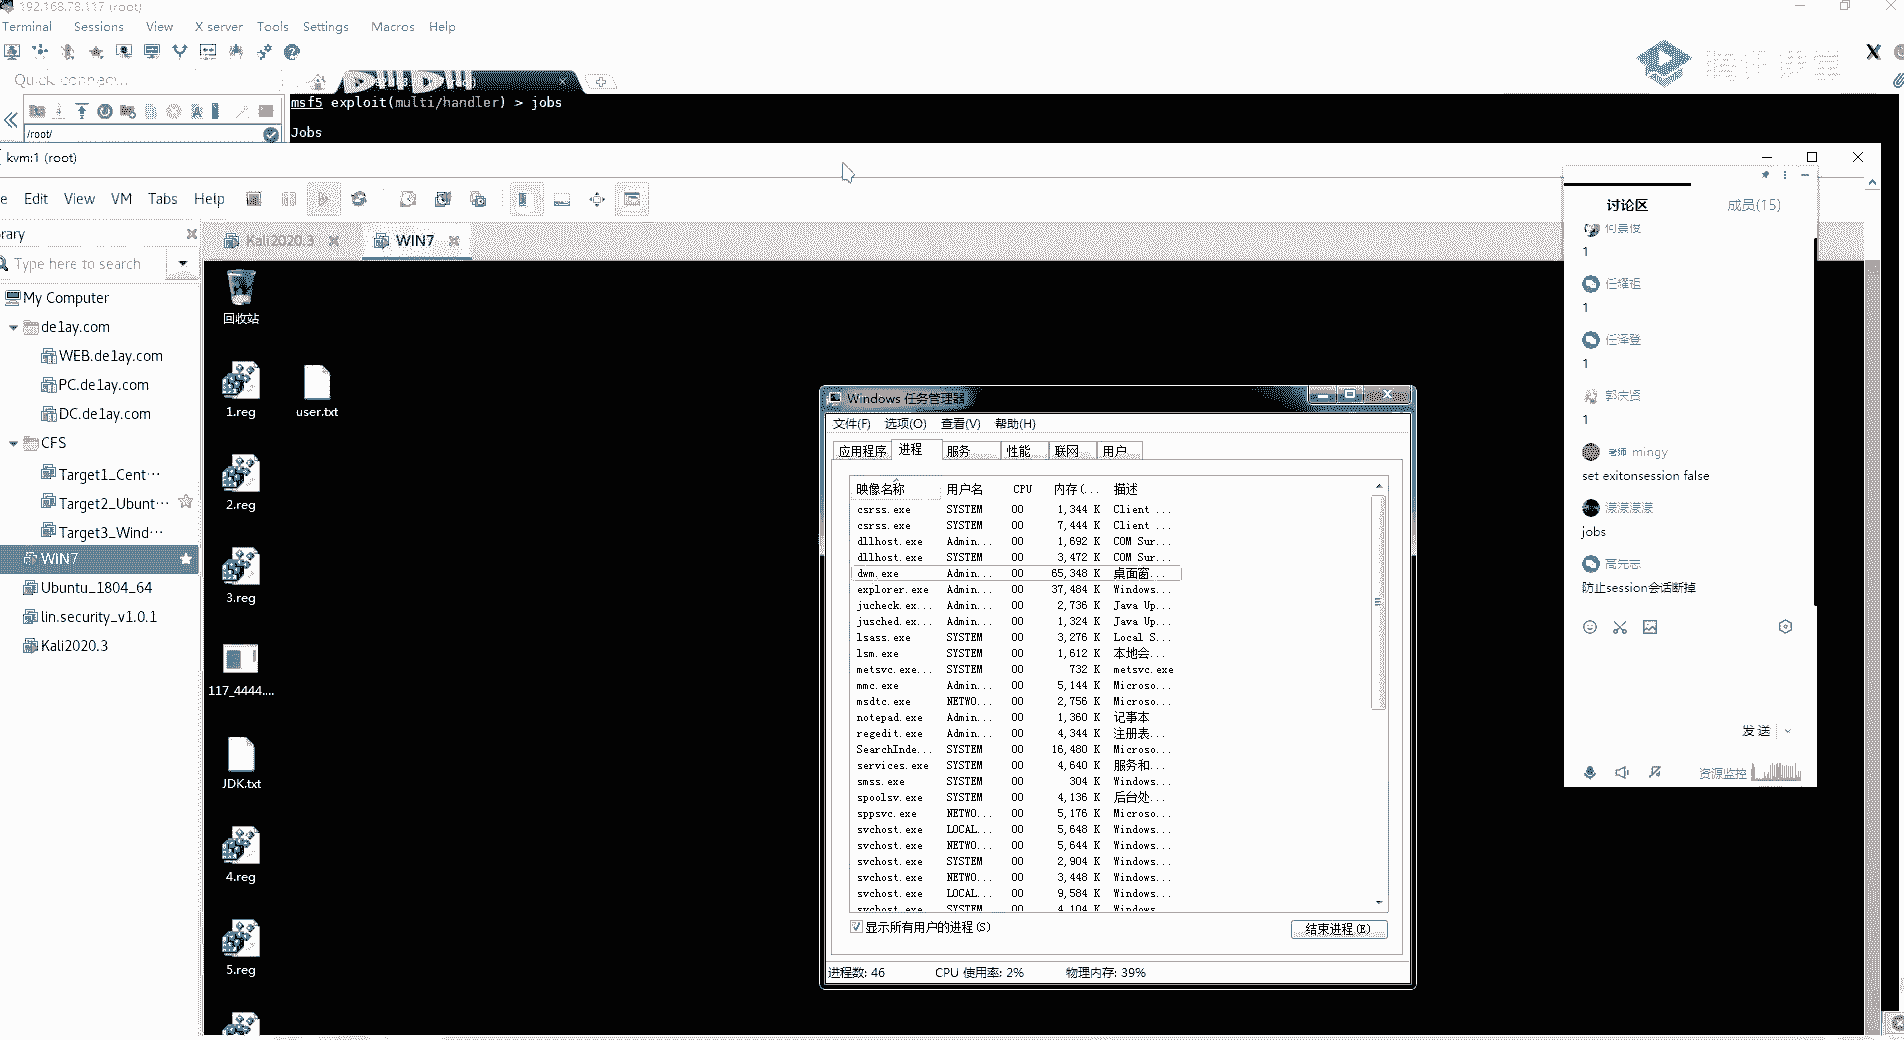 192.168.78.117 (root)
Terminal Sessions View X server Tools Settings Macros Help
Quick connect...
msf5 exploit(multi/handler) > jobs
/root/
Jobs
kvm:1 (root)
Edit View VM Tabs Help
Kali2020.3
WIN7
Type here to search
My Computer
de1ay.com
WEB.de1ay.com
PC.de1ay.com
DC.de1ay.com
CFS
Target1_Cent···
Target2_Ubunt···
Target3_Wind···
WIN7
Ubuntu_1804_64
lin.security_v1.0.1
Kali2020.3
回收站
1.reg
user.txt
2.reg
3.reg
117_4444....
JDK.txt
4.reg
5.reg
Windows 任务管理器
文件(F) 选项(O) 查看(V) 帮助(H)
应用程序 进程 服务 性能 联网 用户
映像名称 用户名 CPU 内存(... 描述
csrss.exe SYSTEM 00 1,344 K Client ...
csrss.exe SYSTEM 00 7,444 K Client ...
dllhost.exe Admin... 00 1,692 K COM Sur...
dllhost.exe SYSTEM 00 3,472 K COM Sur...
dwm.exe Admin... 00 65,348 K 桌面窗...
explorer.exe Admin... 00 37,484 K Windows...
jucheck.ex... Admin... 00 2,736 K Java Up...
jusched.ex... Admin... 00 1,324 K Java Up...
lsass.exe SYSTEM 00 3,276 K Local S...
lsm.exe SYSTEM 00 1,612 K 本地会...
metsvc.exe... SYSTEM 00 732 K metsvc.exe
mmc.exe Admin... 00 5,144 K Microso...
msdtc.exe NETWO... 00 2,756 K Microso...
notepad.exe Admin... 00 1,360 K 记事本
regedit.exe Admin... 00 4,344 K 注册表...
SearchInde... SYSTEM 00 16,480 K Microso...
services.exe SYSTEM 00 4,640 K 服务和...
smss.exe SYSTEM 00 304 K Windows...
spoolsv.exe SYSTEM 00 4,136 K 后台处...
sppsvc.exe NETWO... 00 5,176 K Microso...
svchost.exe LOCAL... 00 5,648 K Windows...
svchost.exe NETWO... 00 5,644 K Windows...
svchost.exe SYSTEM 00 2,904 K Windows...
svchost.exe NETWO... 00 3,448 K Windows...
svchost.exe LOCAL... 00 9,584 K Windows...
svchost.exe SYSTEM 00 4,104 K Windows
显示所有用户的进程(S)
结束进程(E)
进程数: 46 CPU 使用率: 2% 物理内存: 39%
讨论区 成员(15)
1
任耀祖
1
任泽登
1
1
老师 mingy
set exitonsession false
濛濛濛濛
jobs
高先志
防止session会话断掉
发送
资源监控